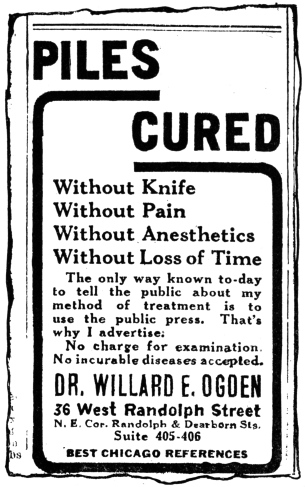 PILES
CURED
Without Knife
Without Pain
Without Anesthetics
Without Loss of Time
The only way known to-day
to tell the public about my
method of treatment is to
use the public press. That's
why I advertise:
No charge for examination.
No incurable diseases accepted.
DR. WILLARD E. OGDEN
36 West Randolph Street
N. E. Cor. Randolph & Dearborn Sts.
Suite 405-406
BEST CHICAGO REFERENCES